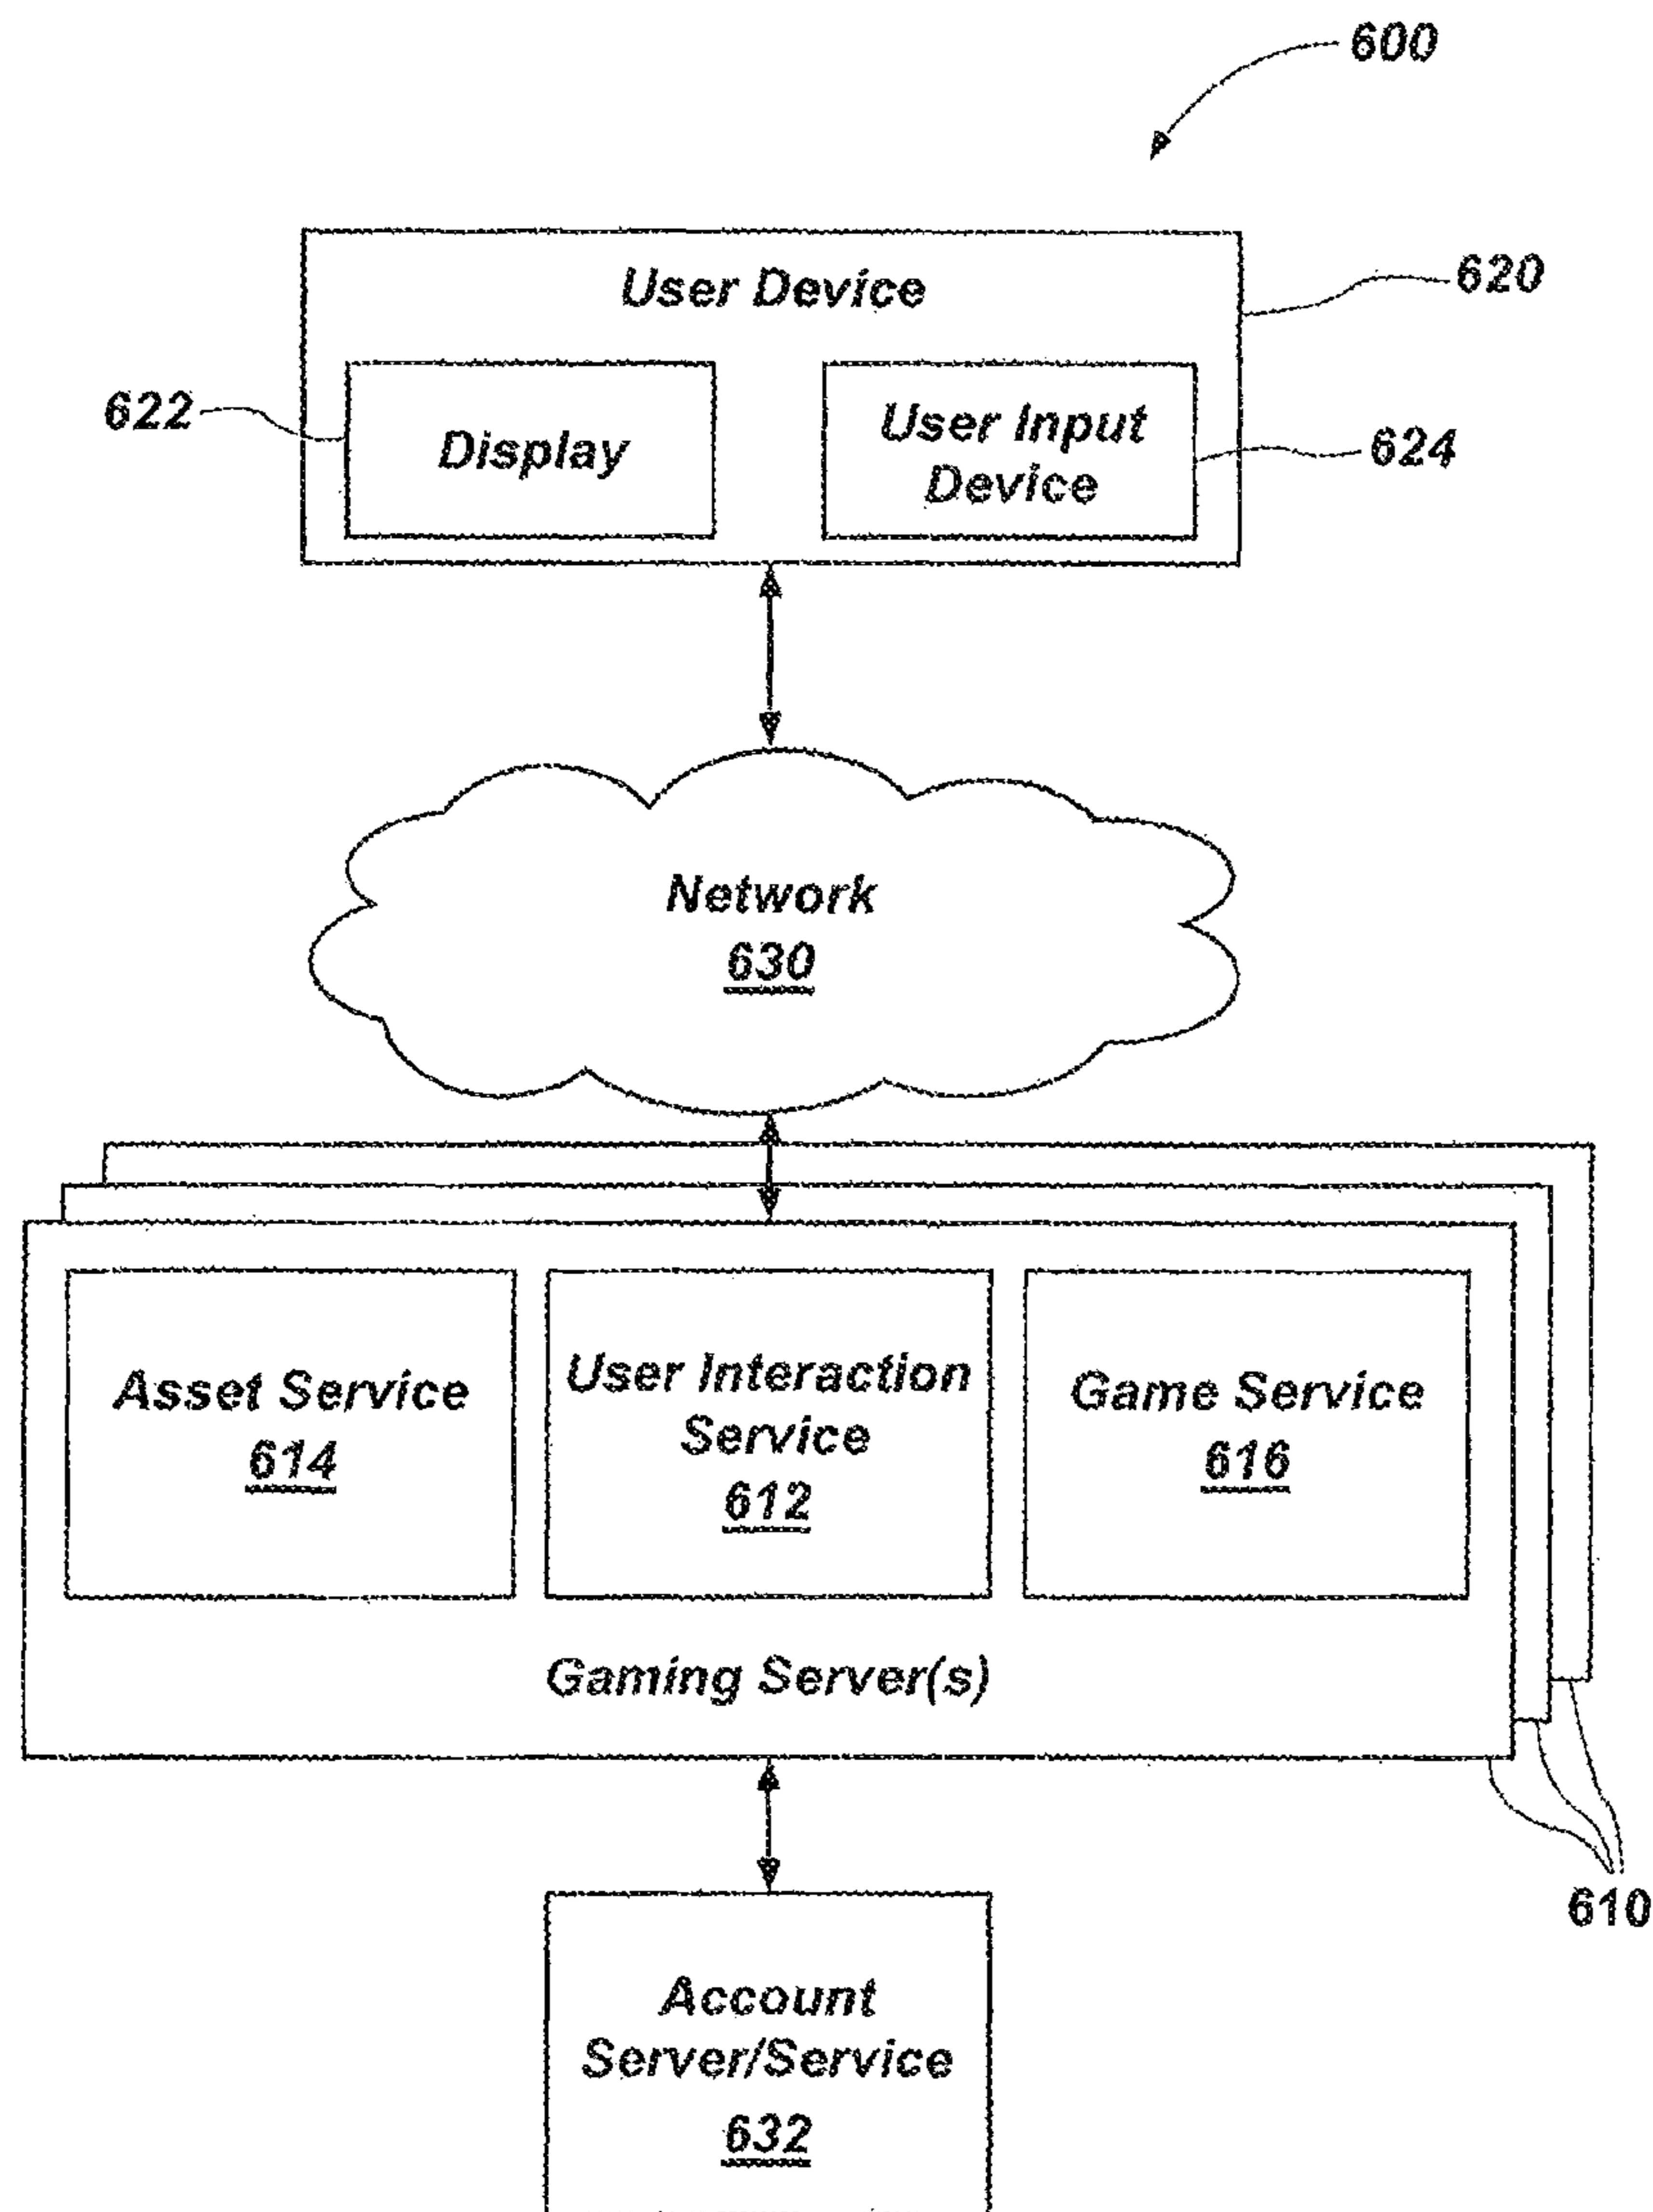 600
User Device
620
622
Display
User Input
Device
624
Network
630
Asset Service
614
User Interaction
Service
612
Game Service
616
Gaming Server(s)
610
Account
Server/Service
632